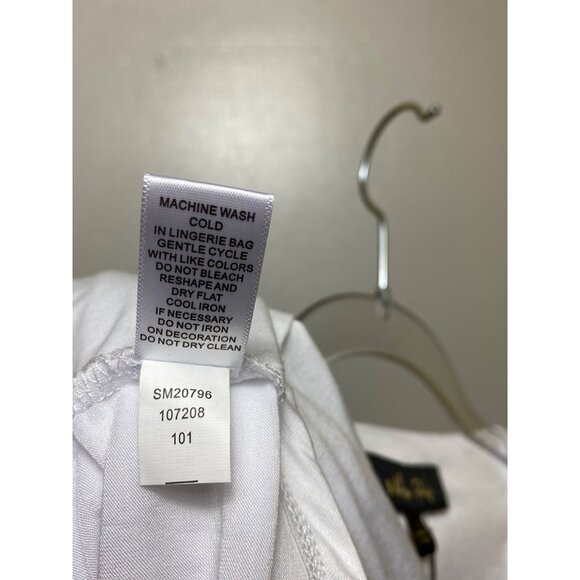 MACHINE WASH
COLD
IN LINGERIE BAG
GENTLE CYCLE
WITH LIKE COLORS
DO NOT BLEACH
RESHAPE AND
DRY FLAT
COOL IRON
IF NECESSARY
DO NOT IRON
ON DECORATION
DO NOT DRY CLEAN
SM20796
107208
101